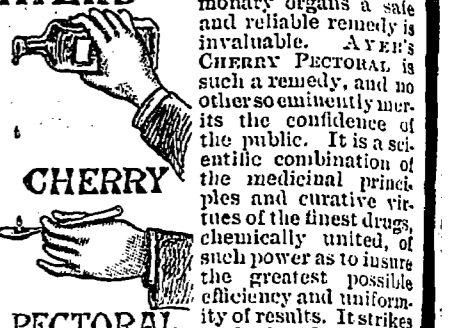 AYER'S
CHERRY
PECTORAL
monary organs a safe
and reliable remedy is
invaluable. AYER'S
CHERRY PECTORAL is
such a remedy, and no
other so eminently mer-
its the confidence of
the public. It is a sci-
entific combination of
the medicinal princi-
ples and curative vir-
tues of the finest drugs,
chemically united, of
such power as to insure
the greatest possible
efficiency and uniform-
ity of results. It strikes